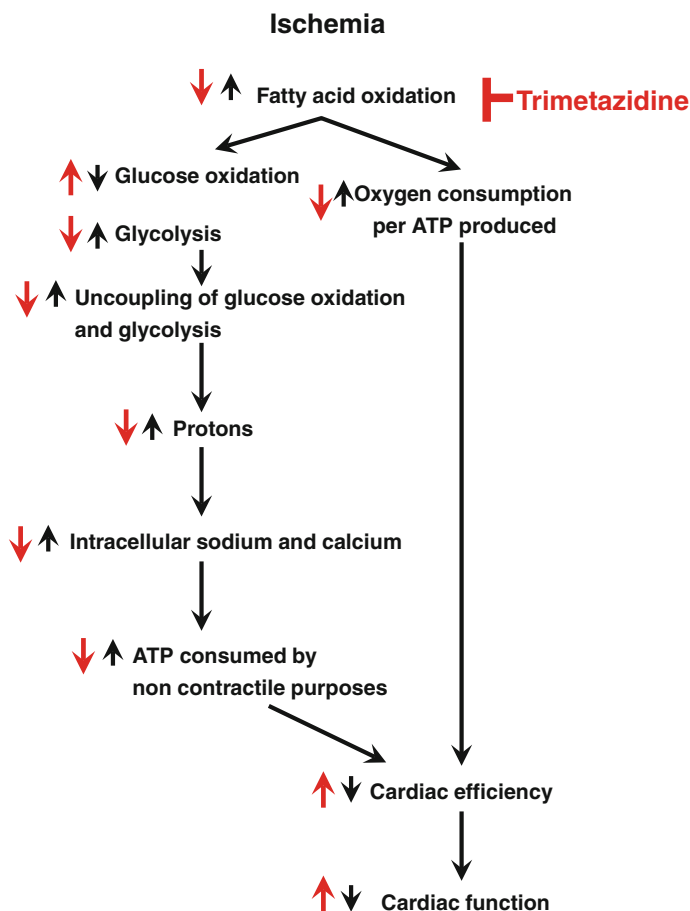 Ischemia
Fatty acid oxidation
Trimetazidine
Glucose oxidation
Oxygen consumption
per ATP produced
Glycolysis
Uncoupling of glucose oxidation
and glycolysis
Protons
Intracellular sodium and calcium
ATP consumed by
non contractile purposes
Cardiac efficiency
Cardiac function